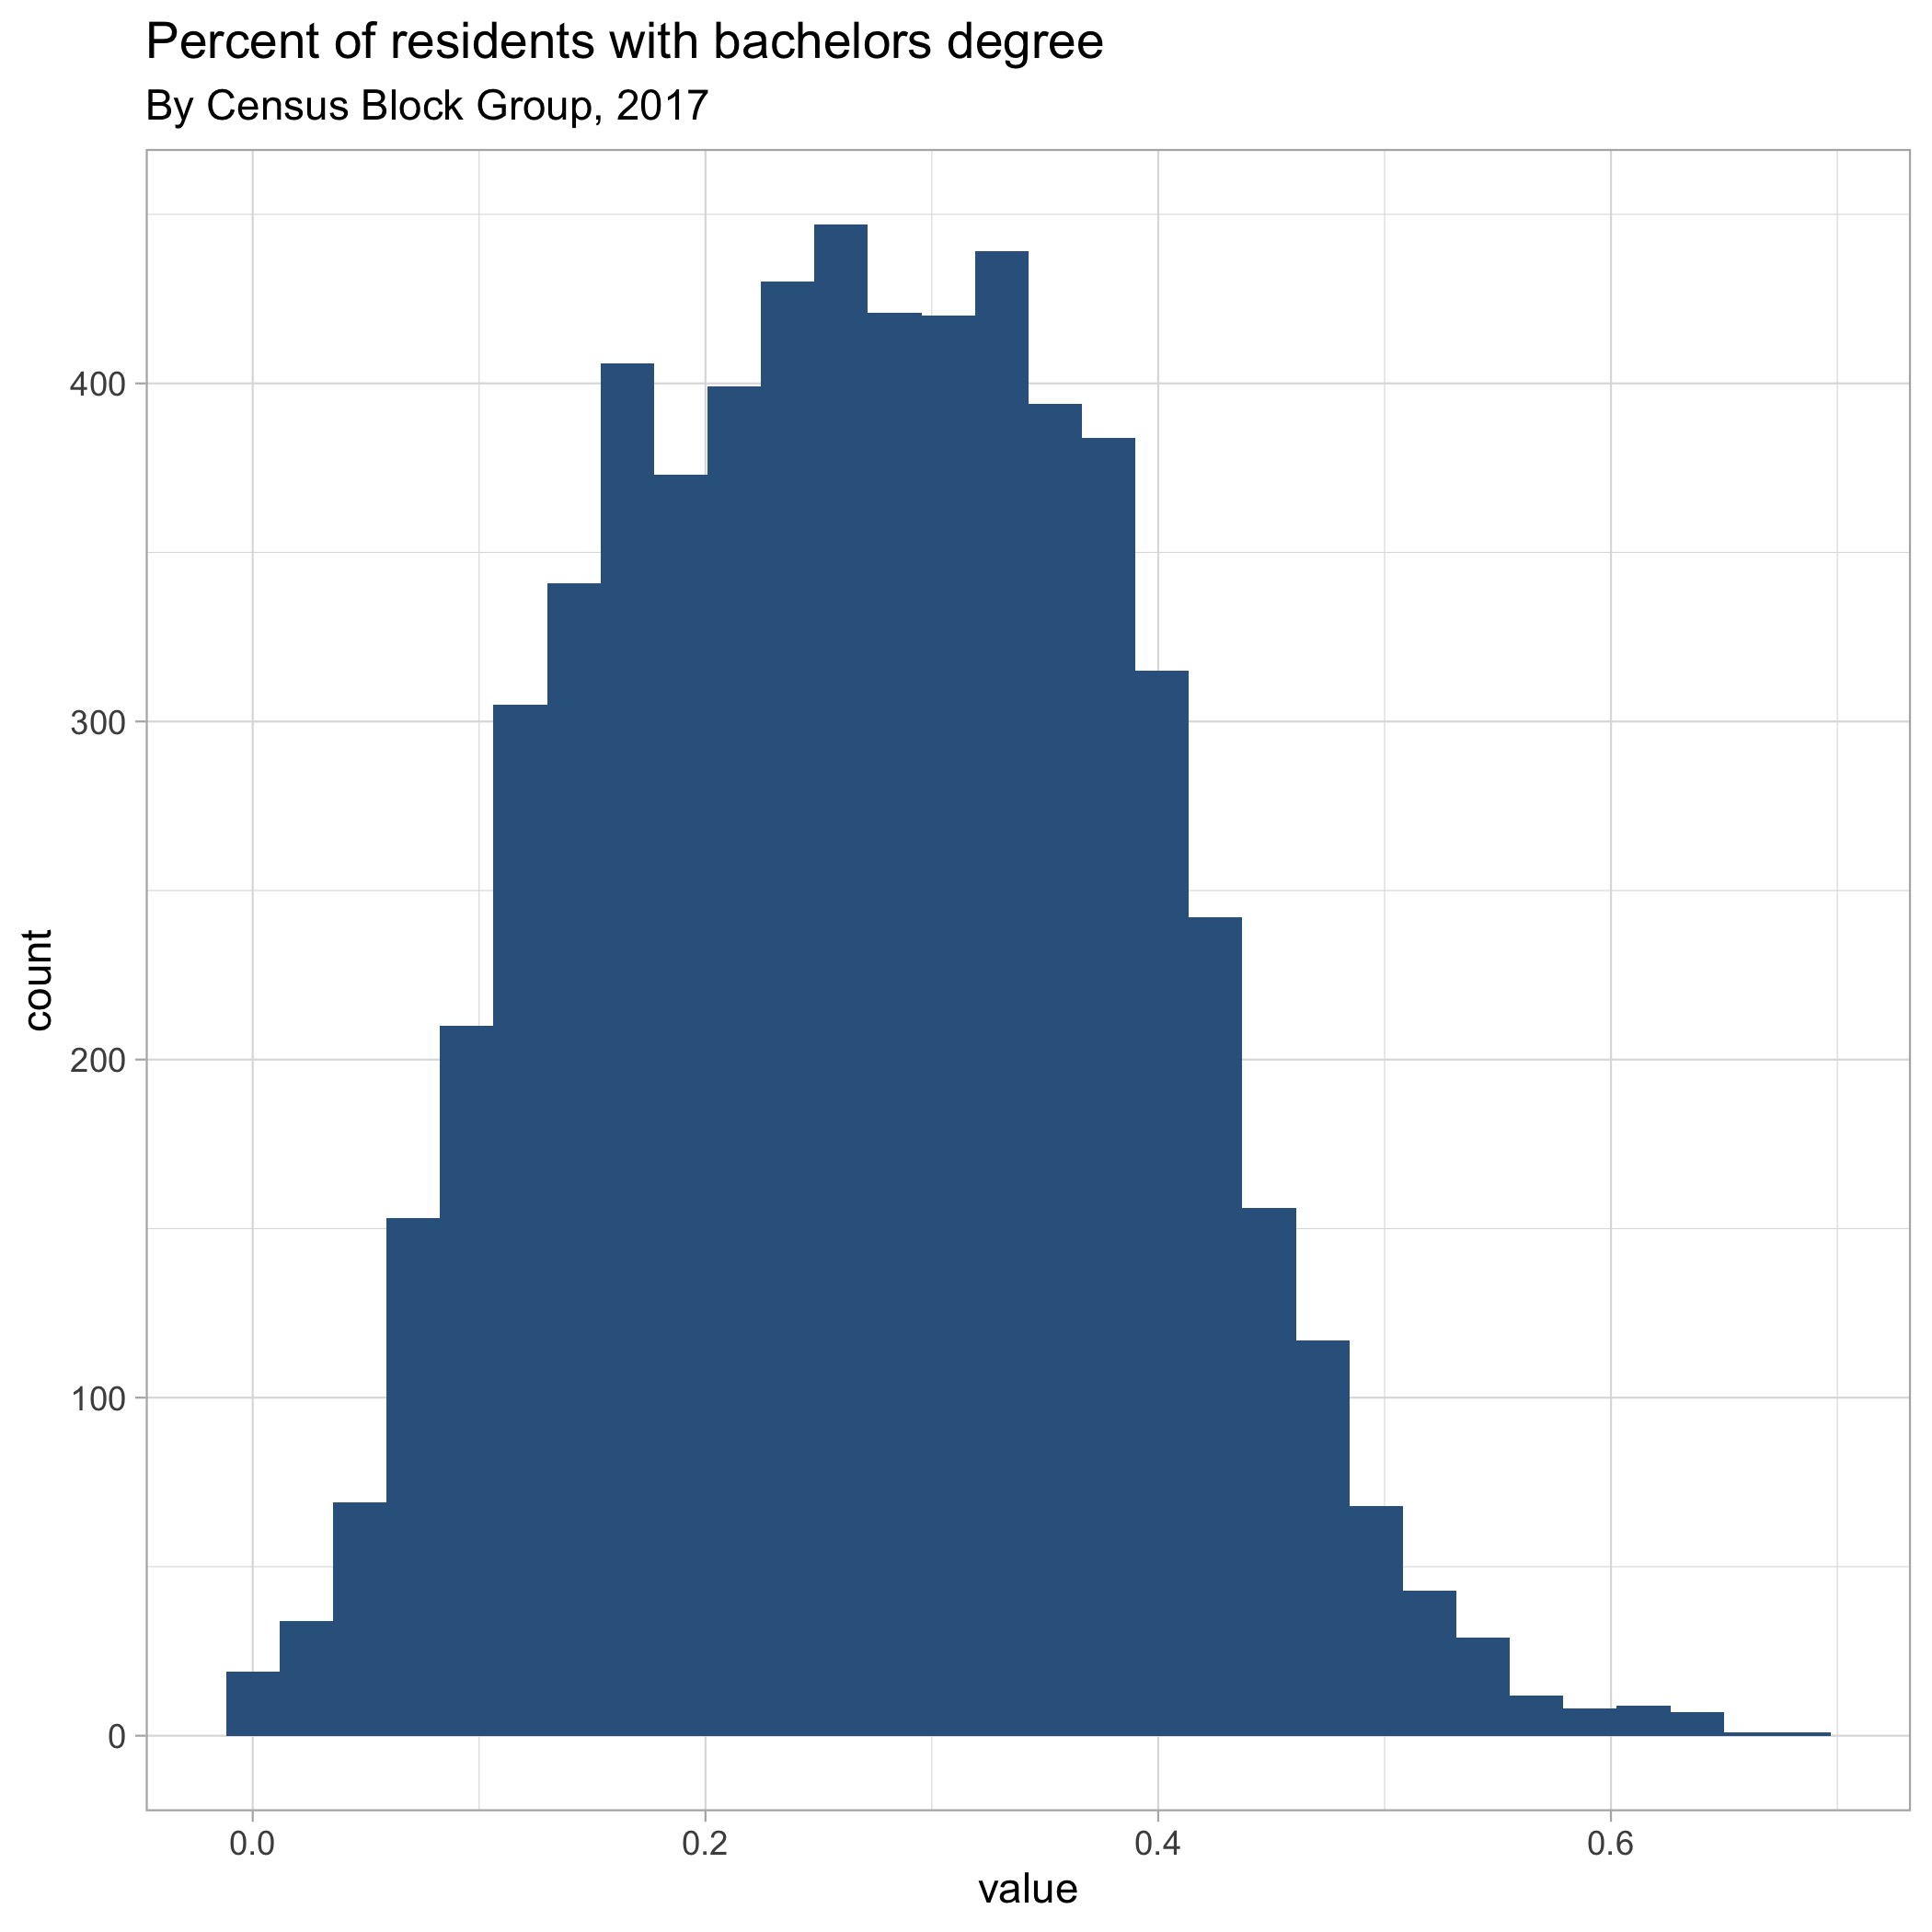 Percent of residents with bachelors degree
By Census Block Group, 2017
400
300
200
100
0
count
0.0 0.2 0.4 0.6
value